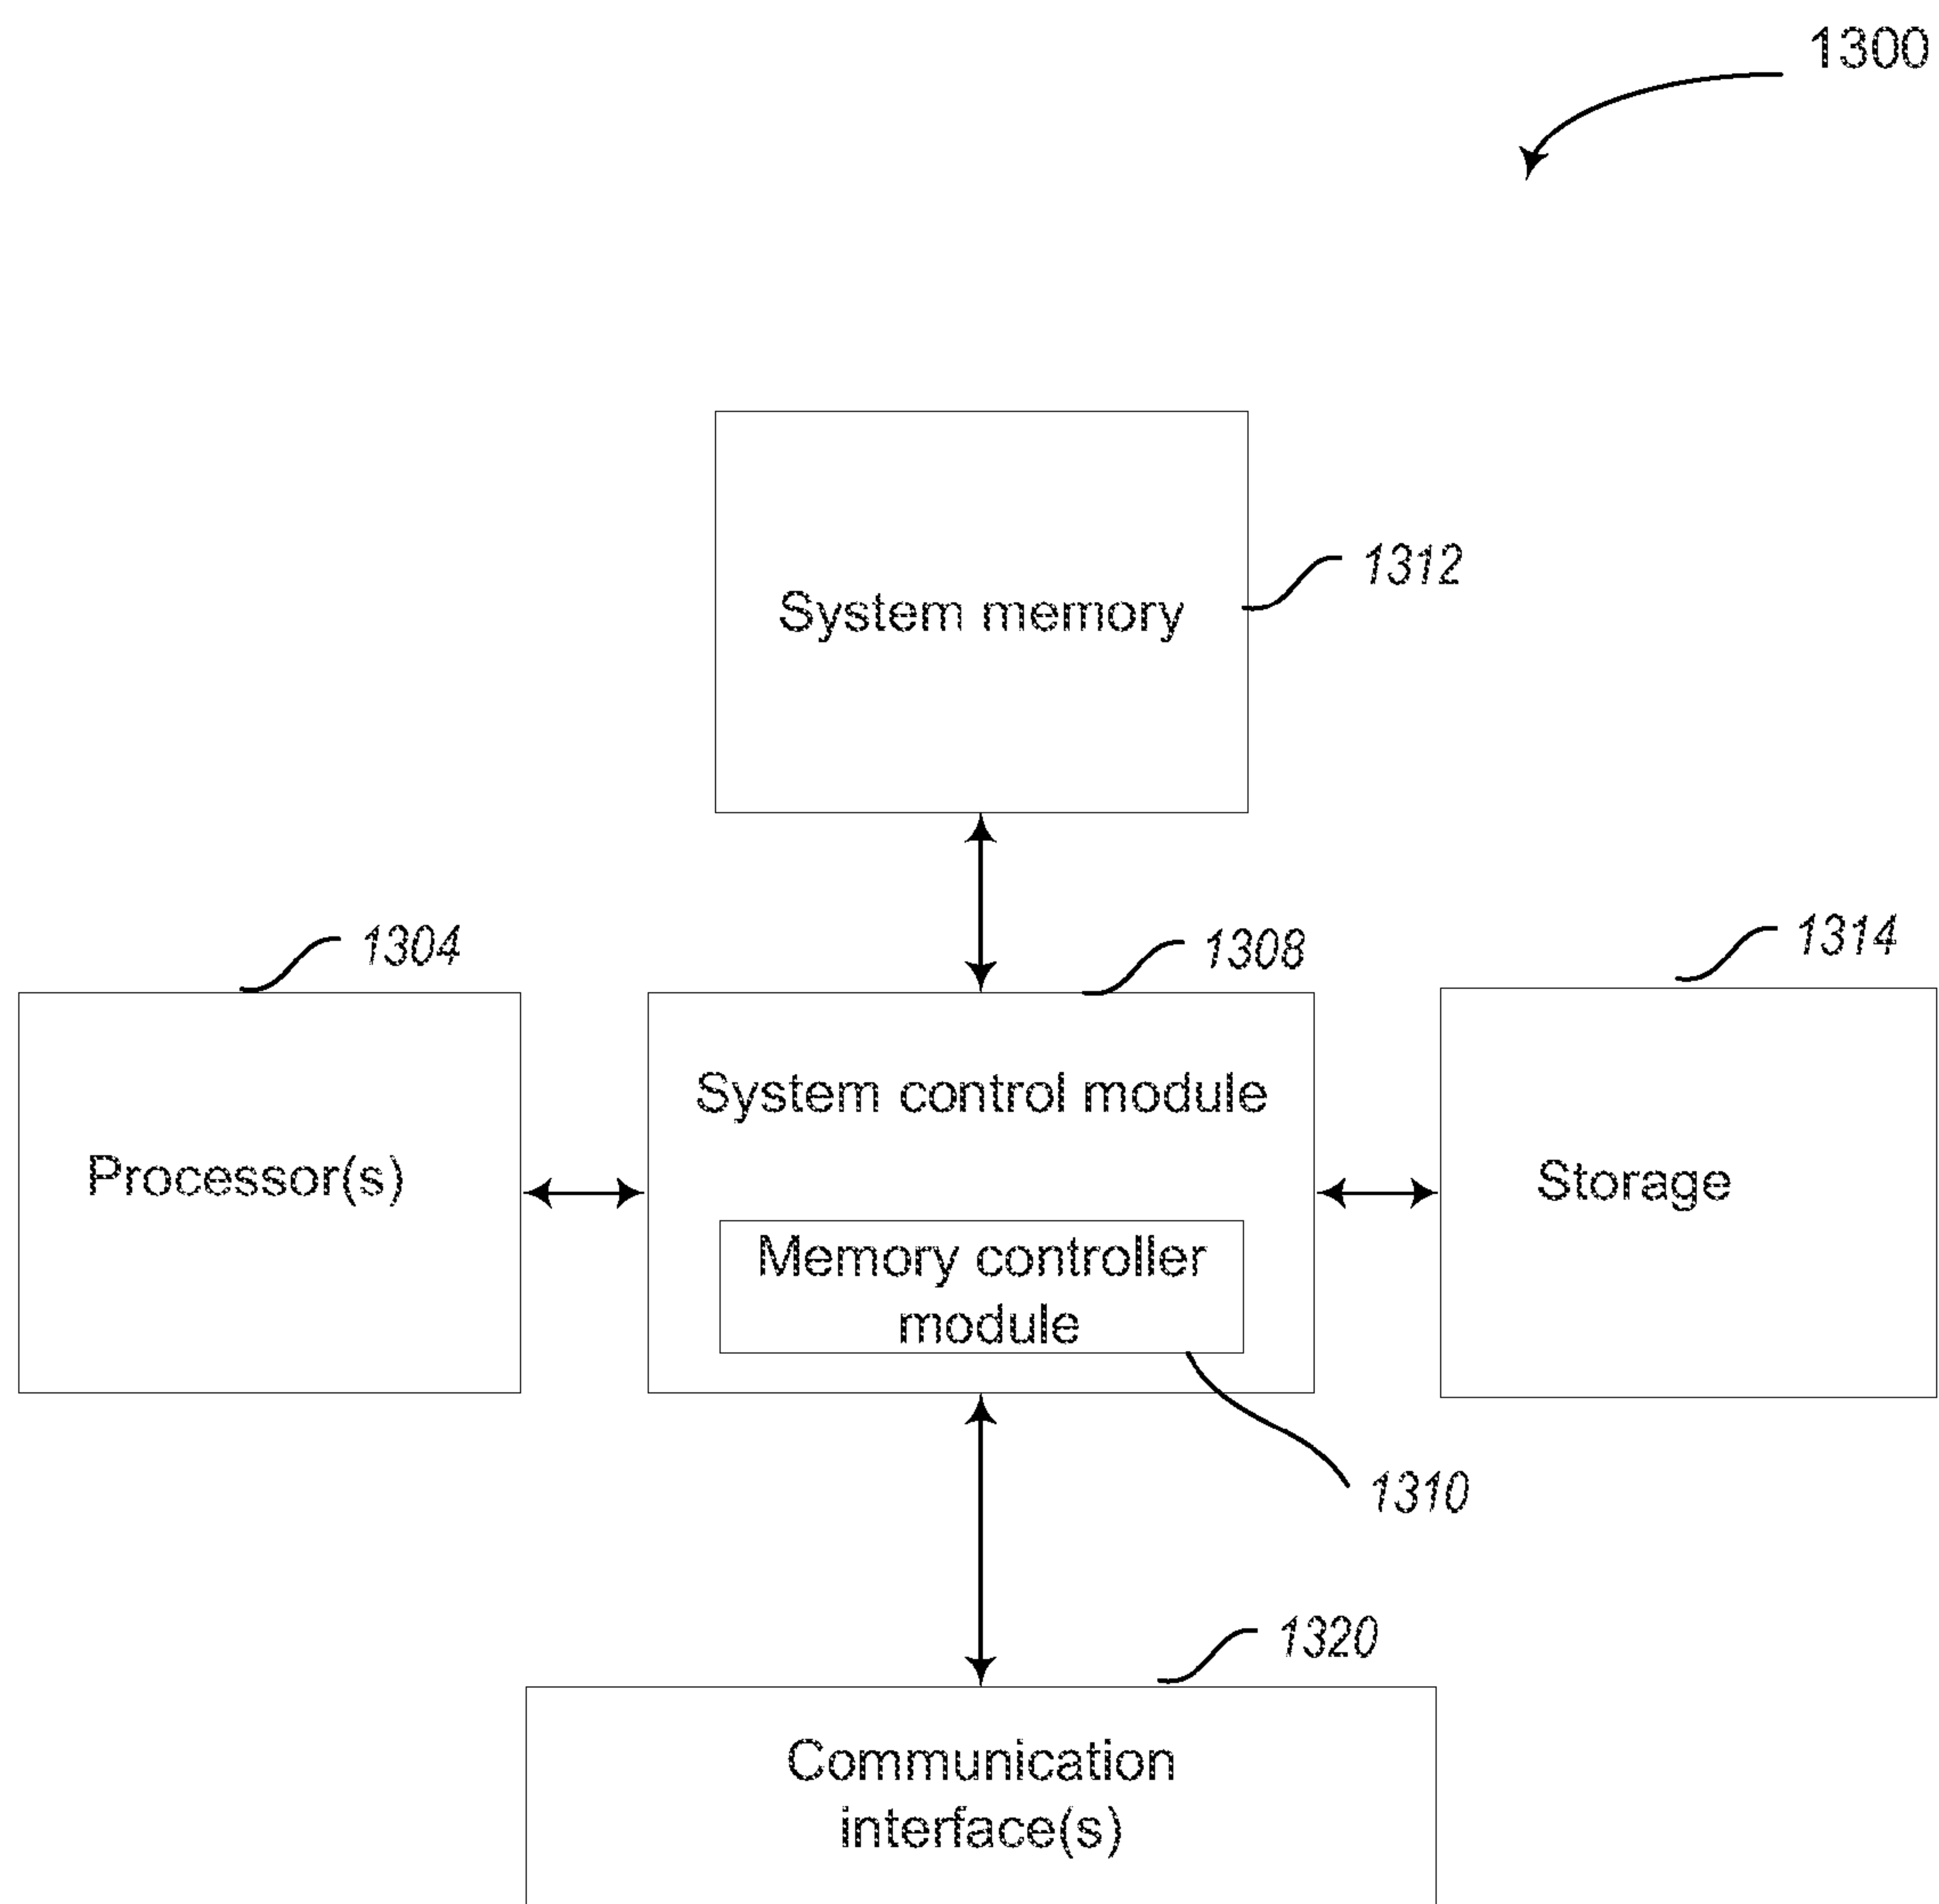 1300
1312
System memory
1304
1308
1314
System control module
Processor(s)
Storage
Memory controller
module
1310
1320
Communication
interface(s)